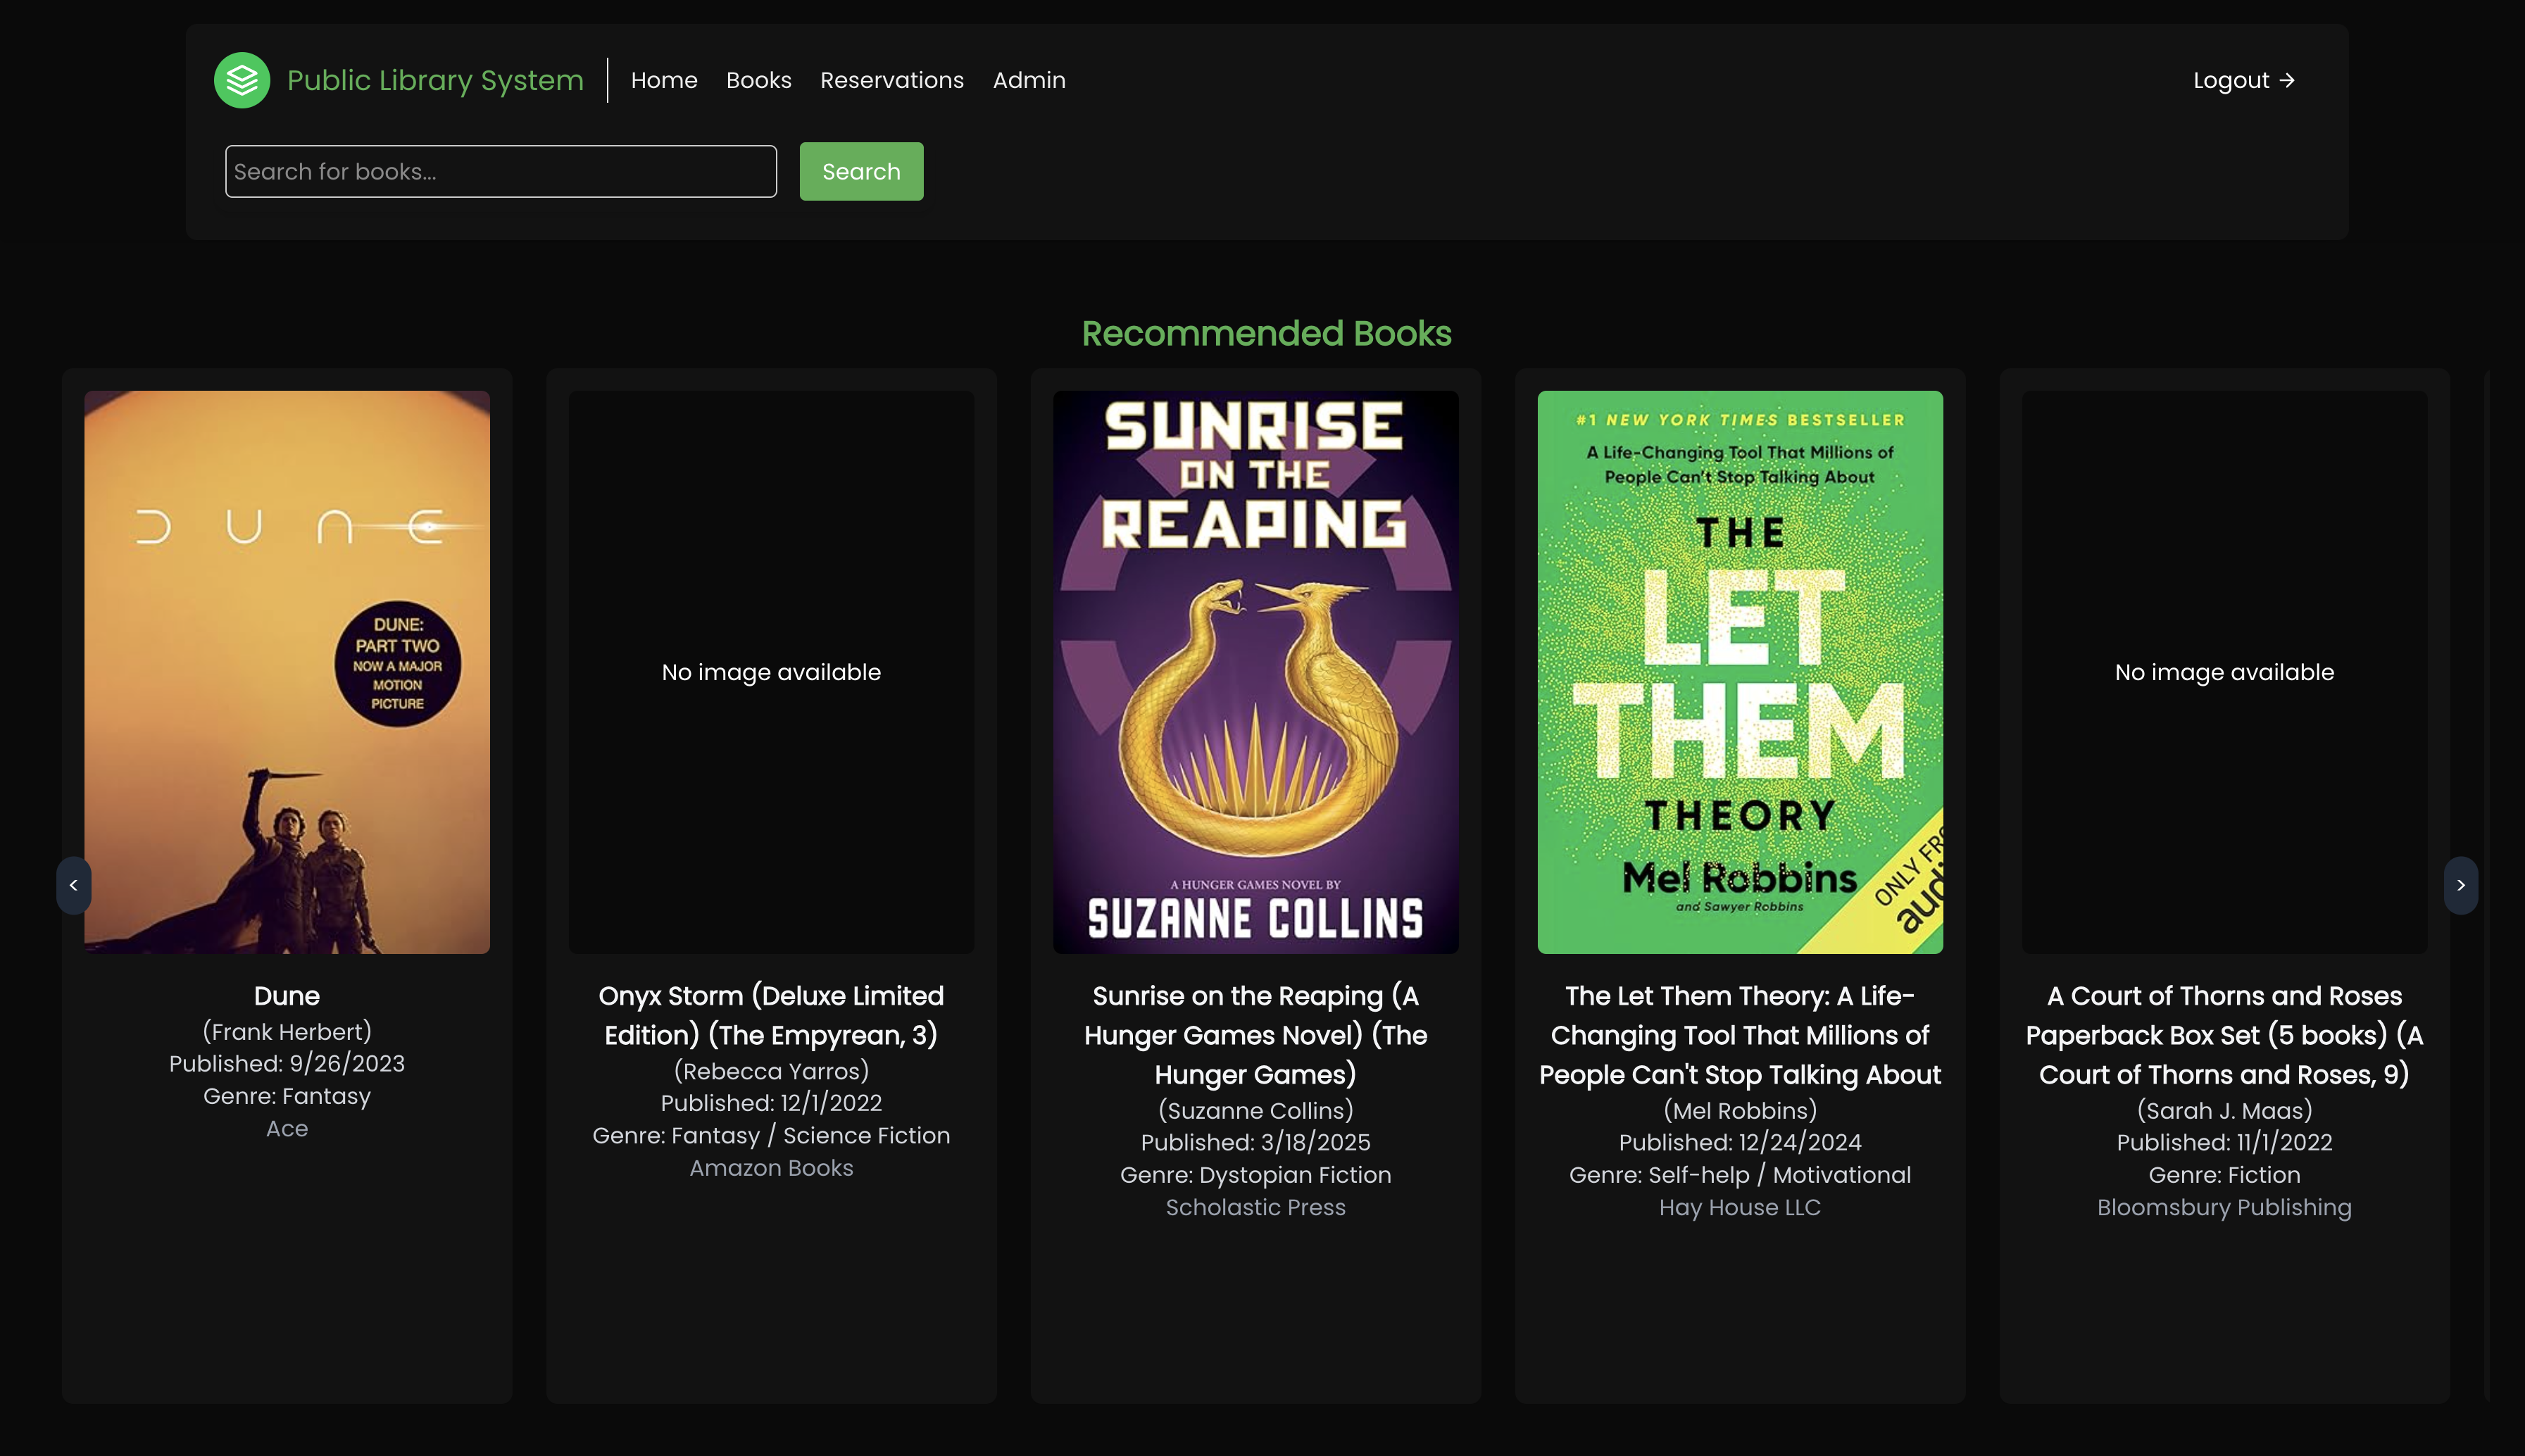 Public Library System
Home Books Reservations Admin
Logout →
Search for books...
Search
Recommended Books
DUNE
DUNE:
PART TWO
NOW A MAJOR
MOTION
PICTURE
Dune
(Frank Herbert)
Published: 9/26/2023
Genre: Fantasy
Ace
No image available
Onyx Storm (Deluxe Limited
Edition) (The Empyrean, 3)
(Rebecca Yarros)
Published: 12/1/2022
Genre: Fantasy / Science Fiction
Amazon Books
SUNRISE
ON THE
REAPING
A HUNGER GAMES NOVEL BY
SUZANNE COLLINS
Sunrise on the Reaping (A
Hunger Games Novel) (The
Hunger Games)
(Suzanne Collins)
Published: 3/18/2025
Genre: Dystopian Fiction
Scholastic Press
#1 NEW YORK TIMES BESTSELLER
A Life-Changing Tool That Millions of
People Can't Stop Talking About
THE
LET
THEM
THEORY
Mel Robbins
and Sawyer Robbins
ONLY FRO
audi
The Let Them Theory: A Life-
Changing Tool That Millions of
People Can't Stop Talking About
(Mel Robbins)
Published: 12/24/2024
Genre: Self-help / Motivational
Hay House LLC
No image available
A Court of Thorns and Roses
Paperback Box Set (5 books) (A
Court of Thorns and Roses, 9)
(Sarah J. Maas)
Published: 11/1/2022
Genre: Fiction
Bloomsbury Publishing
<
>